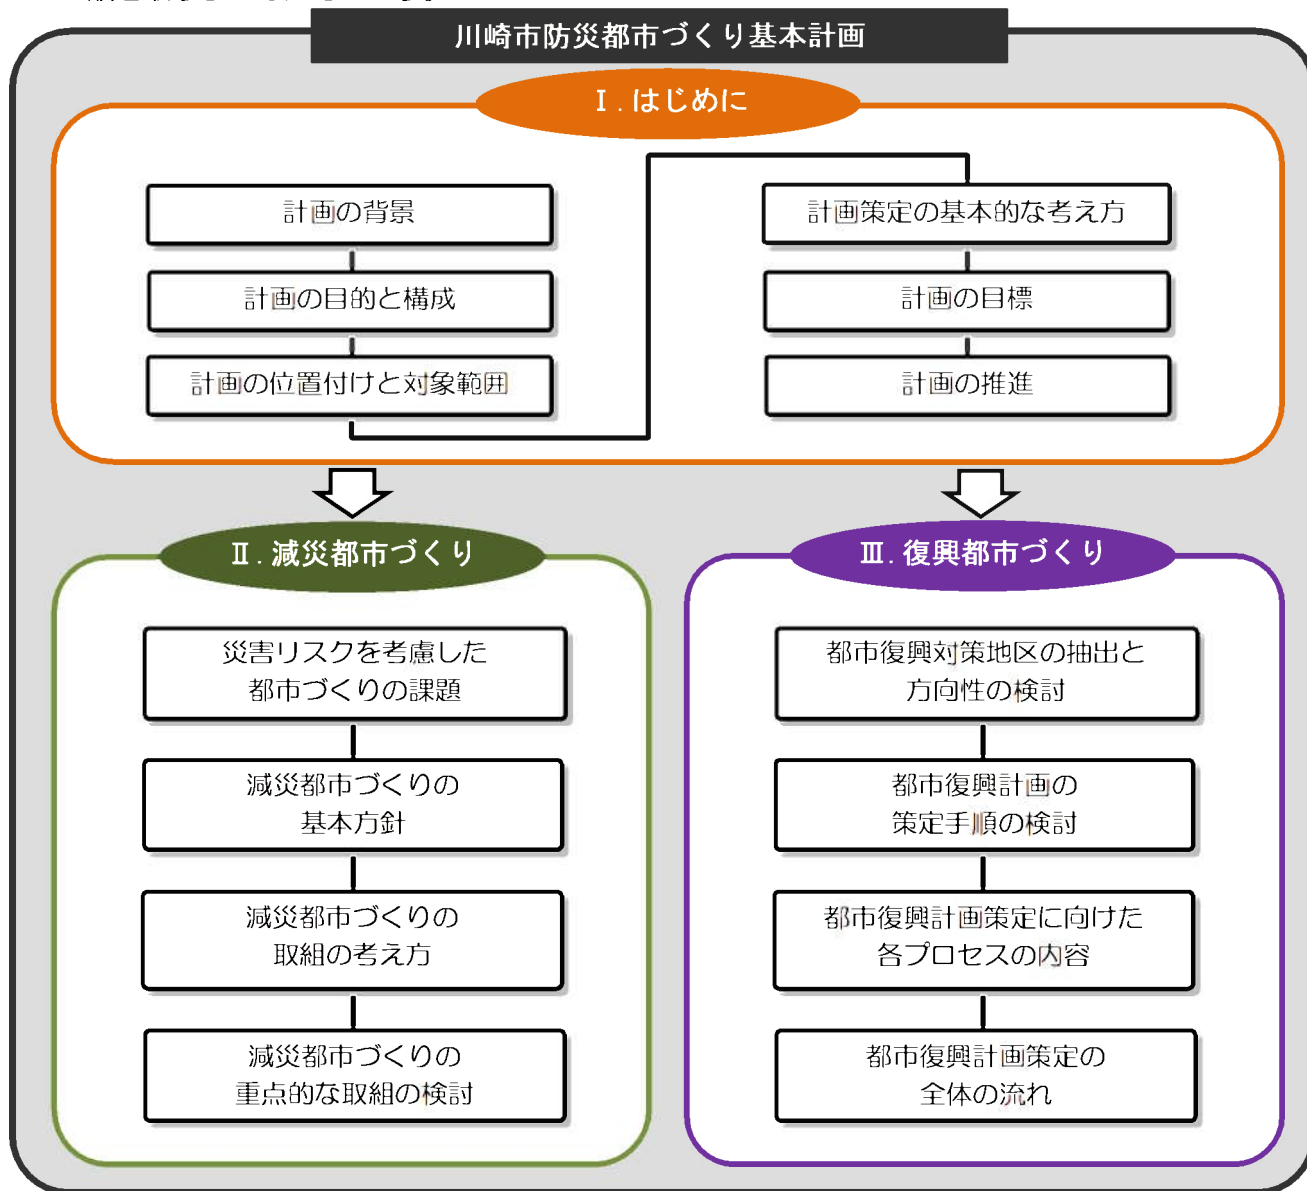 川崎市防災都市づくり基本計画
Ⅰ.はじめに
計画の背景
計画の目的と構成
計画の位置付けと対象範囲
計画策定の基本的な考え方
計画の目標
計画の推進
Ⅱ.減災都市づくり
災害リスクを考慮した
都市づくりの課題
減災都市づくりの
基本方針
減災都市づくりの
取組の考え方
減災都市づくりの
重点的な取組の検討
Ⅲ.復興都市づくり
都市復興対策地区の抽出と
方向性の検討
都市復興計画の
策定手順の検討
都市復興計画策定に向けた
各プロセスの内容
都市復興計画策定の
全体の流れ